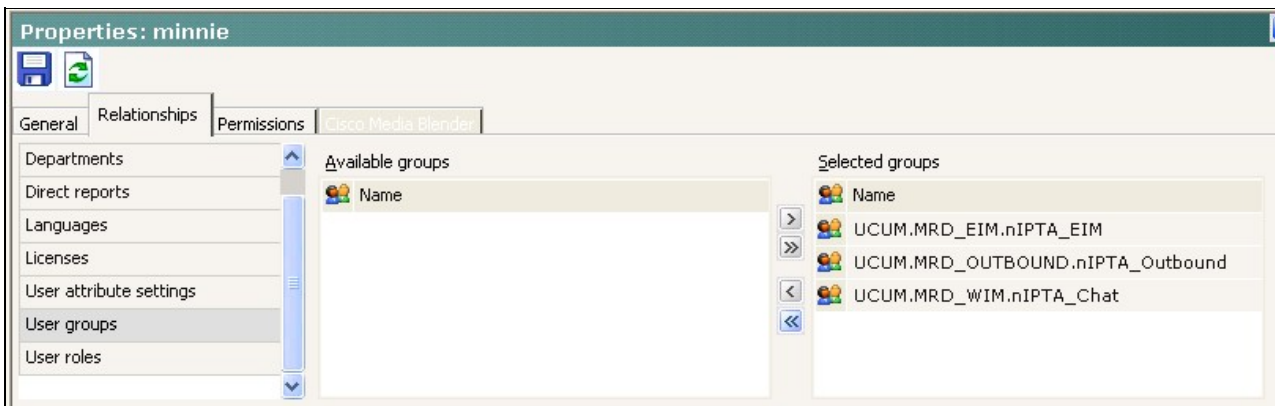 Properties: minnie
General
Relationships
Permissions
Cisco Media Blender
Departments
Direct reports
Languages
Licenses
User attribute settings
User groups
User roles
Available groups
Name
Selected groups
Name
UCUM.MRD_EIM.nIPTA_EIM
UCUM.MRD_OUTBOUND.nIPTA_Outbound
UCUM.MRD_WIM.nIPTA_Chat